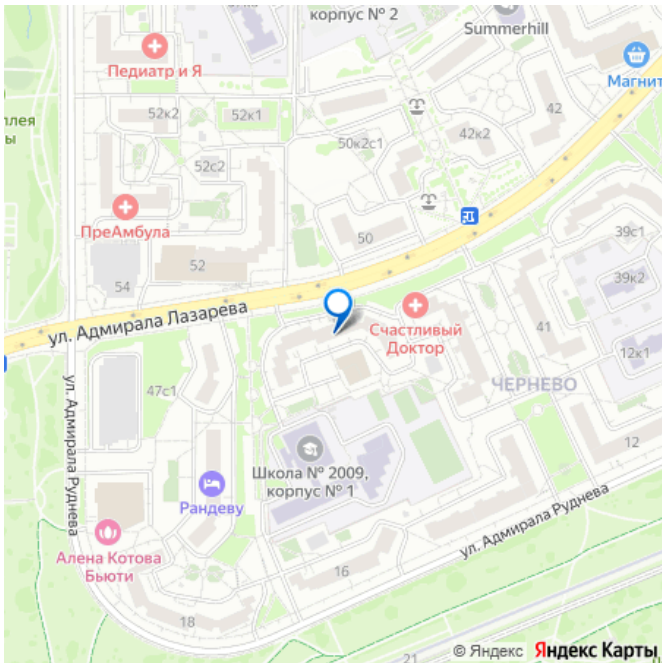 корпус № 2
Summerhill
Педиатр и Я
Магнит
ллея
ы
52к2
52к1
42
42к2
50к2с1
52с2
ПреАмбула
50
39с1
52
54
39к2
ул. Адмирала Лазарева
Счастливый
Доктор
41
12к1
47с1
ЧЕРНЕВО
ул. Адмирала Руднева
12
Школа № 2009,
корпус № 1
Рандеву
ул. Адмирала Руднева
Алена Котова
Бьюти
16
18
21
© Яндекс Яндекс Карты